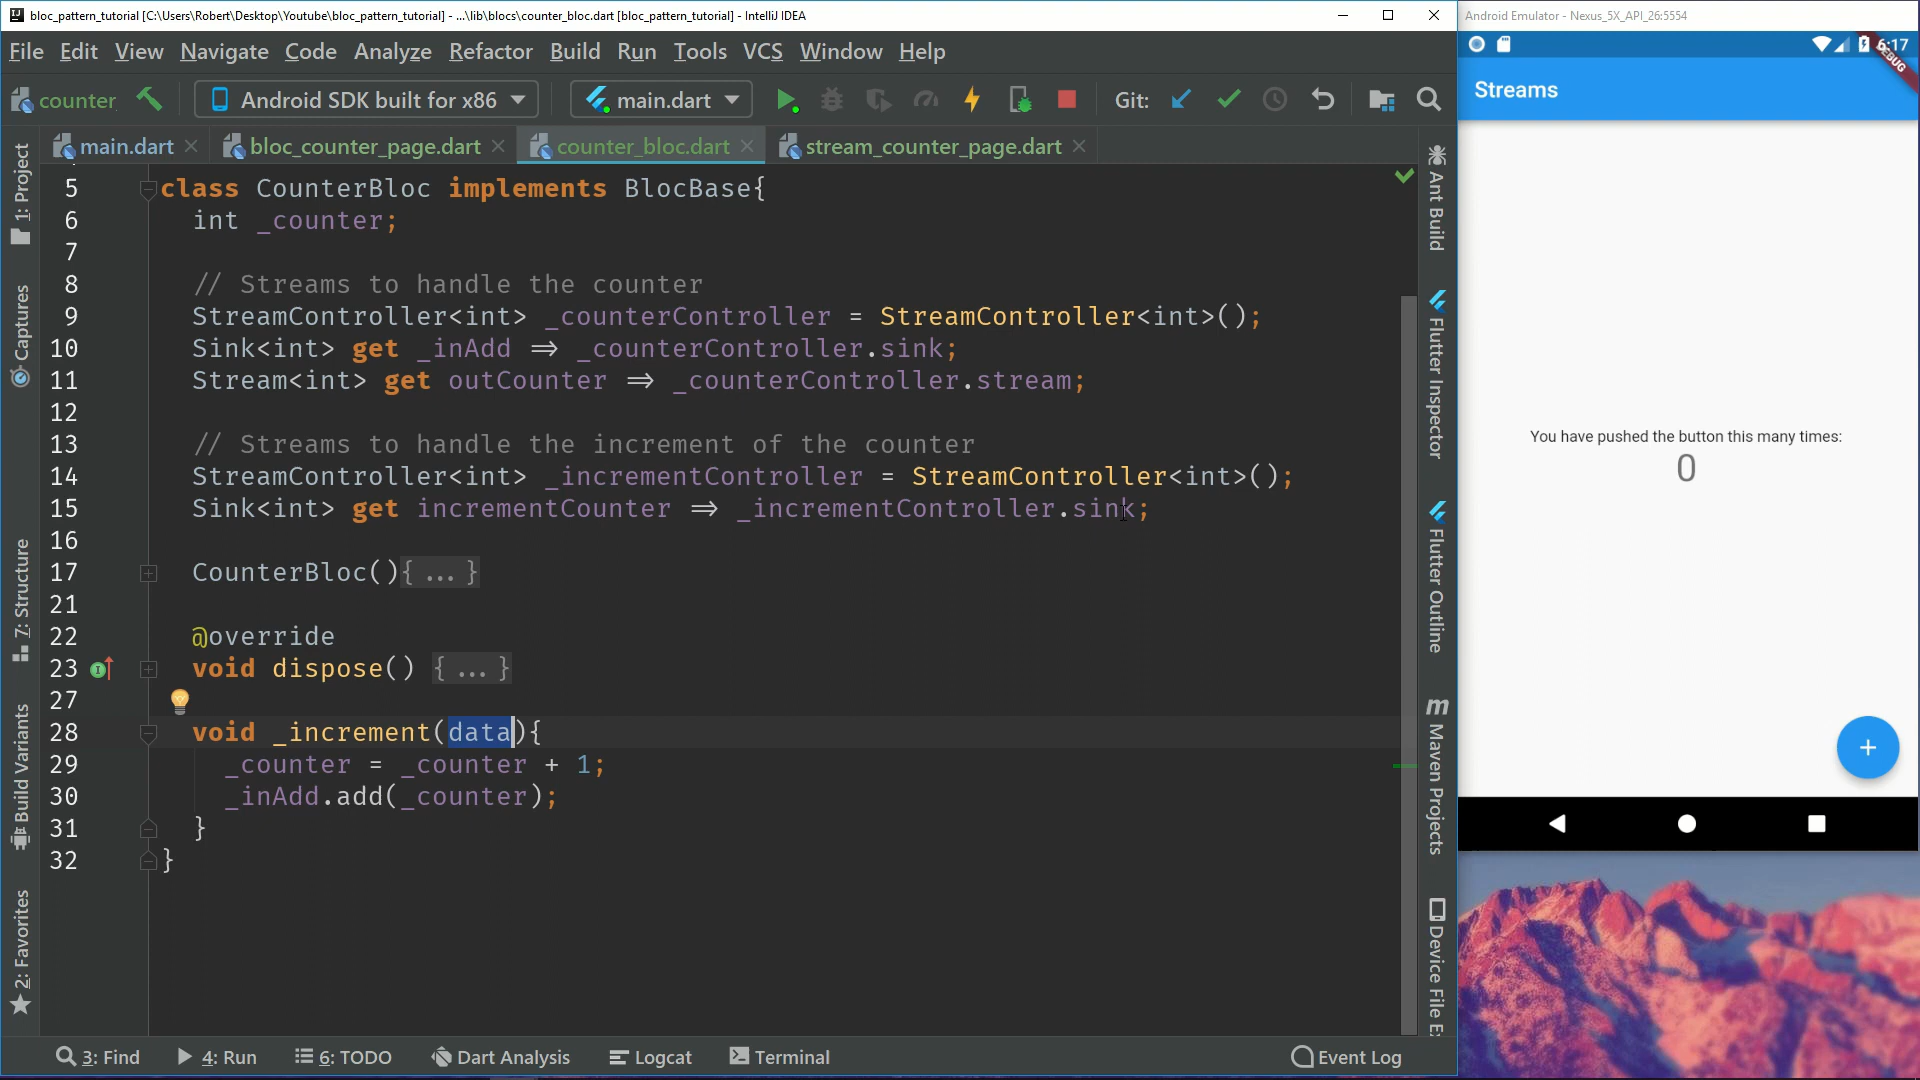 bloc_pattern_tutorial [C:\Users\Robert\Desktop\Youtube\bloc_pattern_tutorial] - ...\lib\blocs\counter_bloc.dart [bloc_pattern_tutorial] - IntelliJ IDEA
File Edit View Navigate Code Analyze Refactor Build Run Tools VCS Window Help
counter Android SDK built for x86 main.dart Git:
main.dart bloc_counter_page.dart counter_bloc.dart stream_counter_page.dart
5 class CounterBloc implements BlocBase{
6 int _counter;
7
8 // Streams to handle the counter
9 StreamController<int> _counterController = StreamController<int>();
10 Sink<int> get _inAdd => _counterController.sink;
11 Stream<int> get outCounter => _counterController.stream;
12
13 // Streams to handle the increment of the counter
14 StreamController<int> _incrementController = StreamController<int>();
15 Sink<int> get incrementCounter => _incrementController.sink;
16
17 CounterBloc(){...}
21
22 @override
23 void dispose() {...}
27
28 void _increment(data){
29 _counter = _counter + 1;
30 _inAdd.add(_counter);
31 }
32 }
1: Project
Captures
7: Structure
Build Variants
2: Favorites
Ant Build
Flutter Inspector
Flutter Outline
m Maven Projects
Device File E
3: Find 4: Run 6: TODO Dart Analysis Logcat Terminal Event Log
Android Emulator - Nexus_5X_API_26:5554
6:17
DEBUG
Streams
You have pushed the button this many times:
0
+